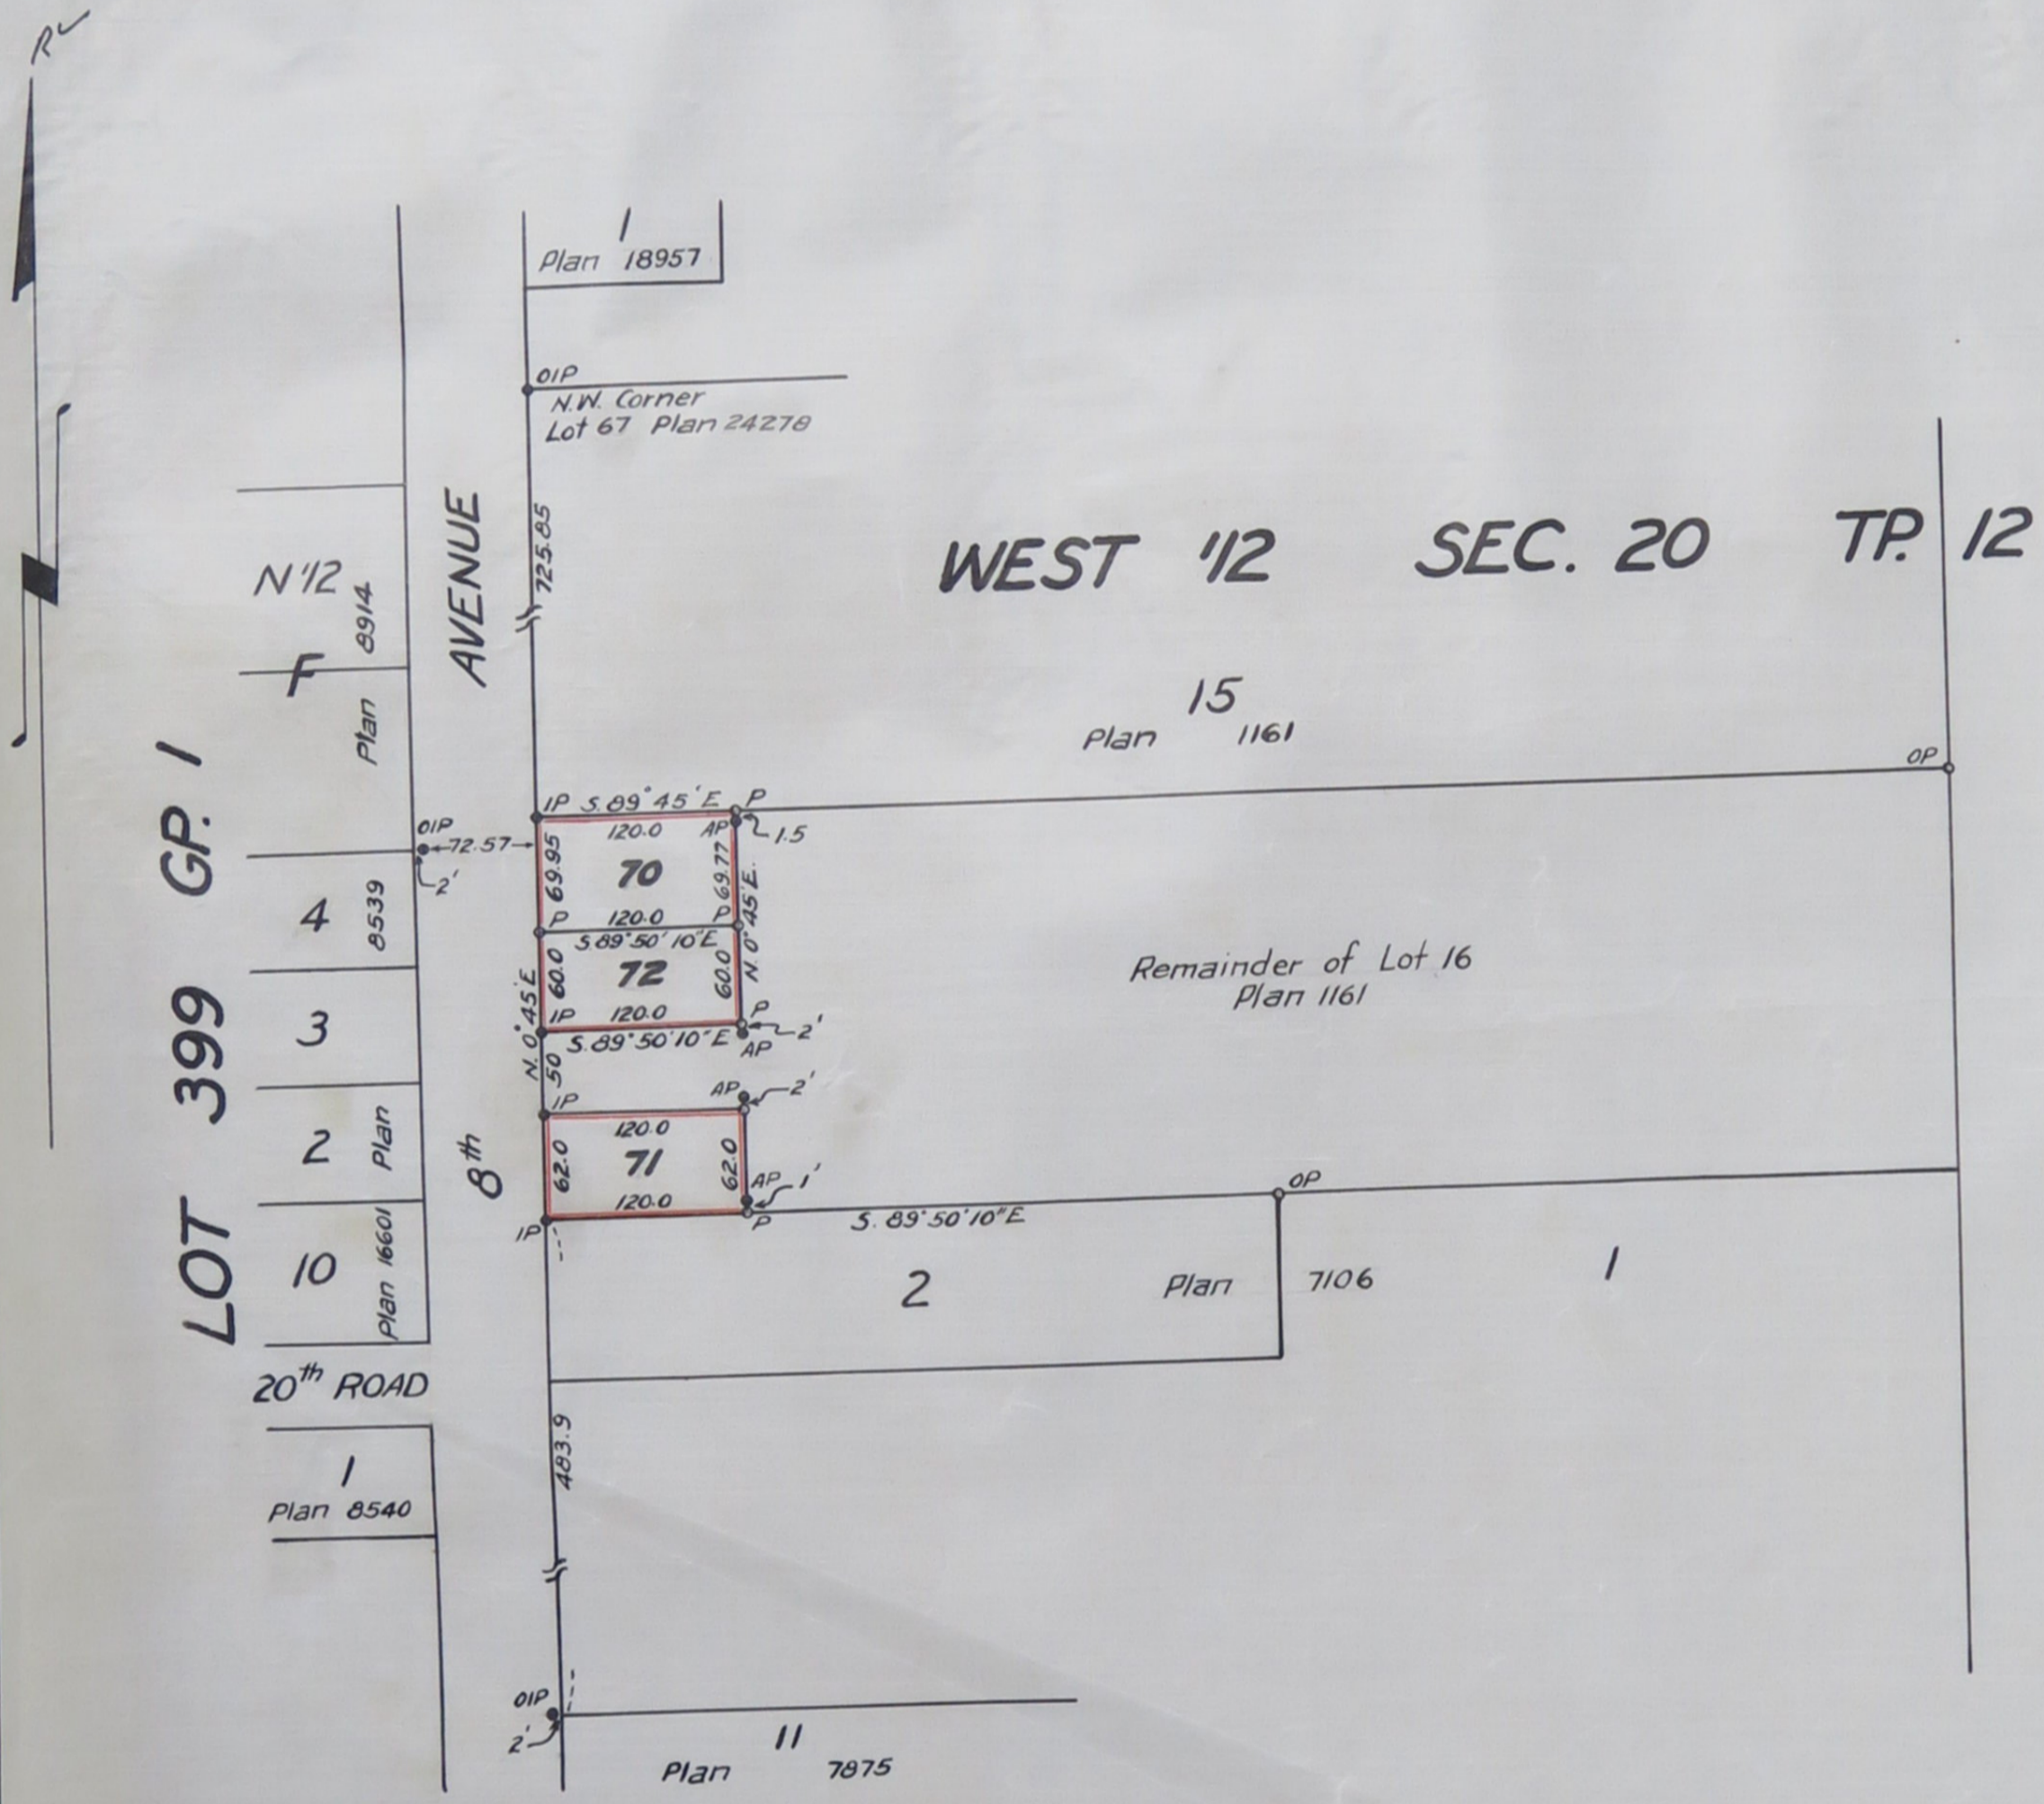 1
Plan 18957
OIP
N.W. Corner
Lot 67 Plan 24278
725.85
AVENUE
8th
WEST 1/2 SEC. 20 TP. 12
N 1/2
F
Plan 8914
15
Plan 1161
OP
LOT 399 GP. 1
OIP
72.57
2'
4
3
2
Plan 8539
10
Plan 16601
20th ROAD
1
Plan 8540
IP S. 89° 45' E P
120.0 AP 1.5
69.95 70 69.77
P 120.0 P
S. 89° 50' 10" E
N. 0° 45' E.
60.0 72 60.0
IP 120.0 P
2'
S. 89° 50' 10" E AP
N. 0° 45' E
50
IP AP 2'
120.0
62.0 71 62.0
AP 1'
120.0
IP P
S. 89° 50' 10" E
OP
Remainder of Lot 16
Plan 1161
2 Plan 7106 1
483.9
OIP
2'
11
Plan 7875